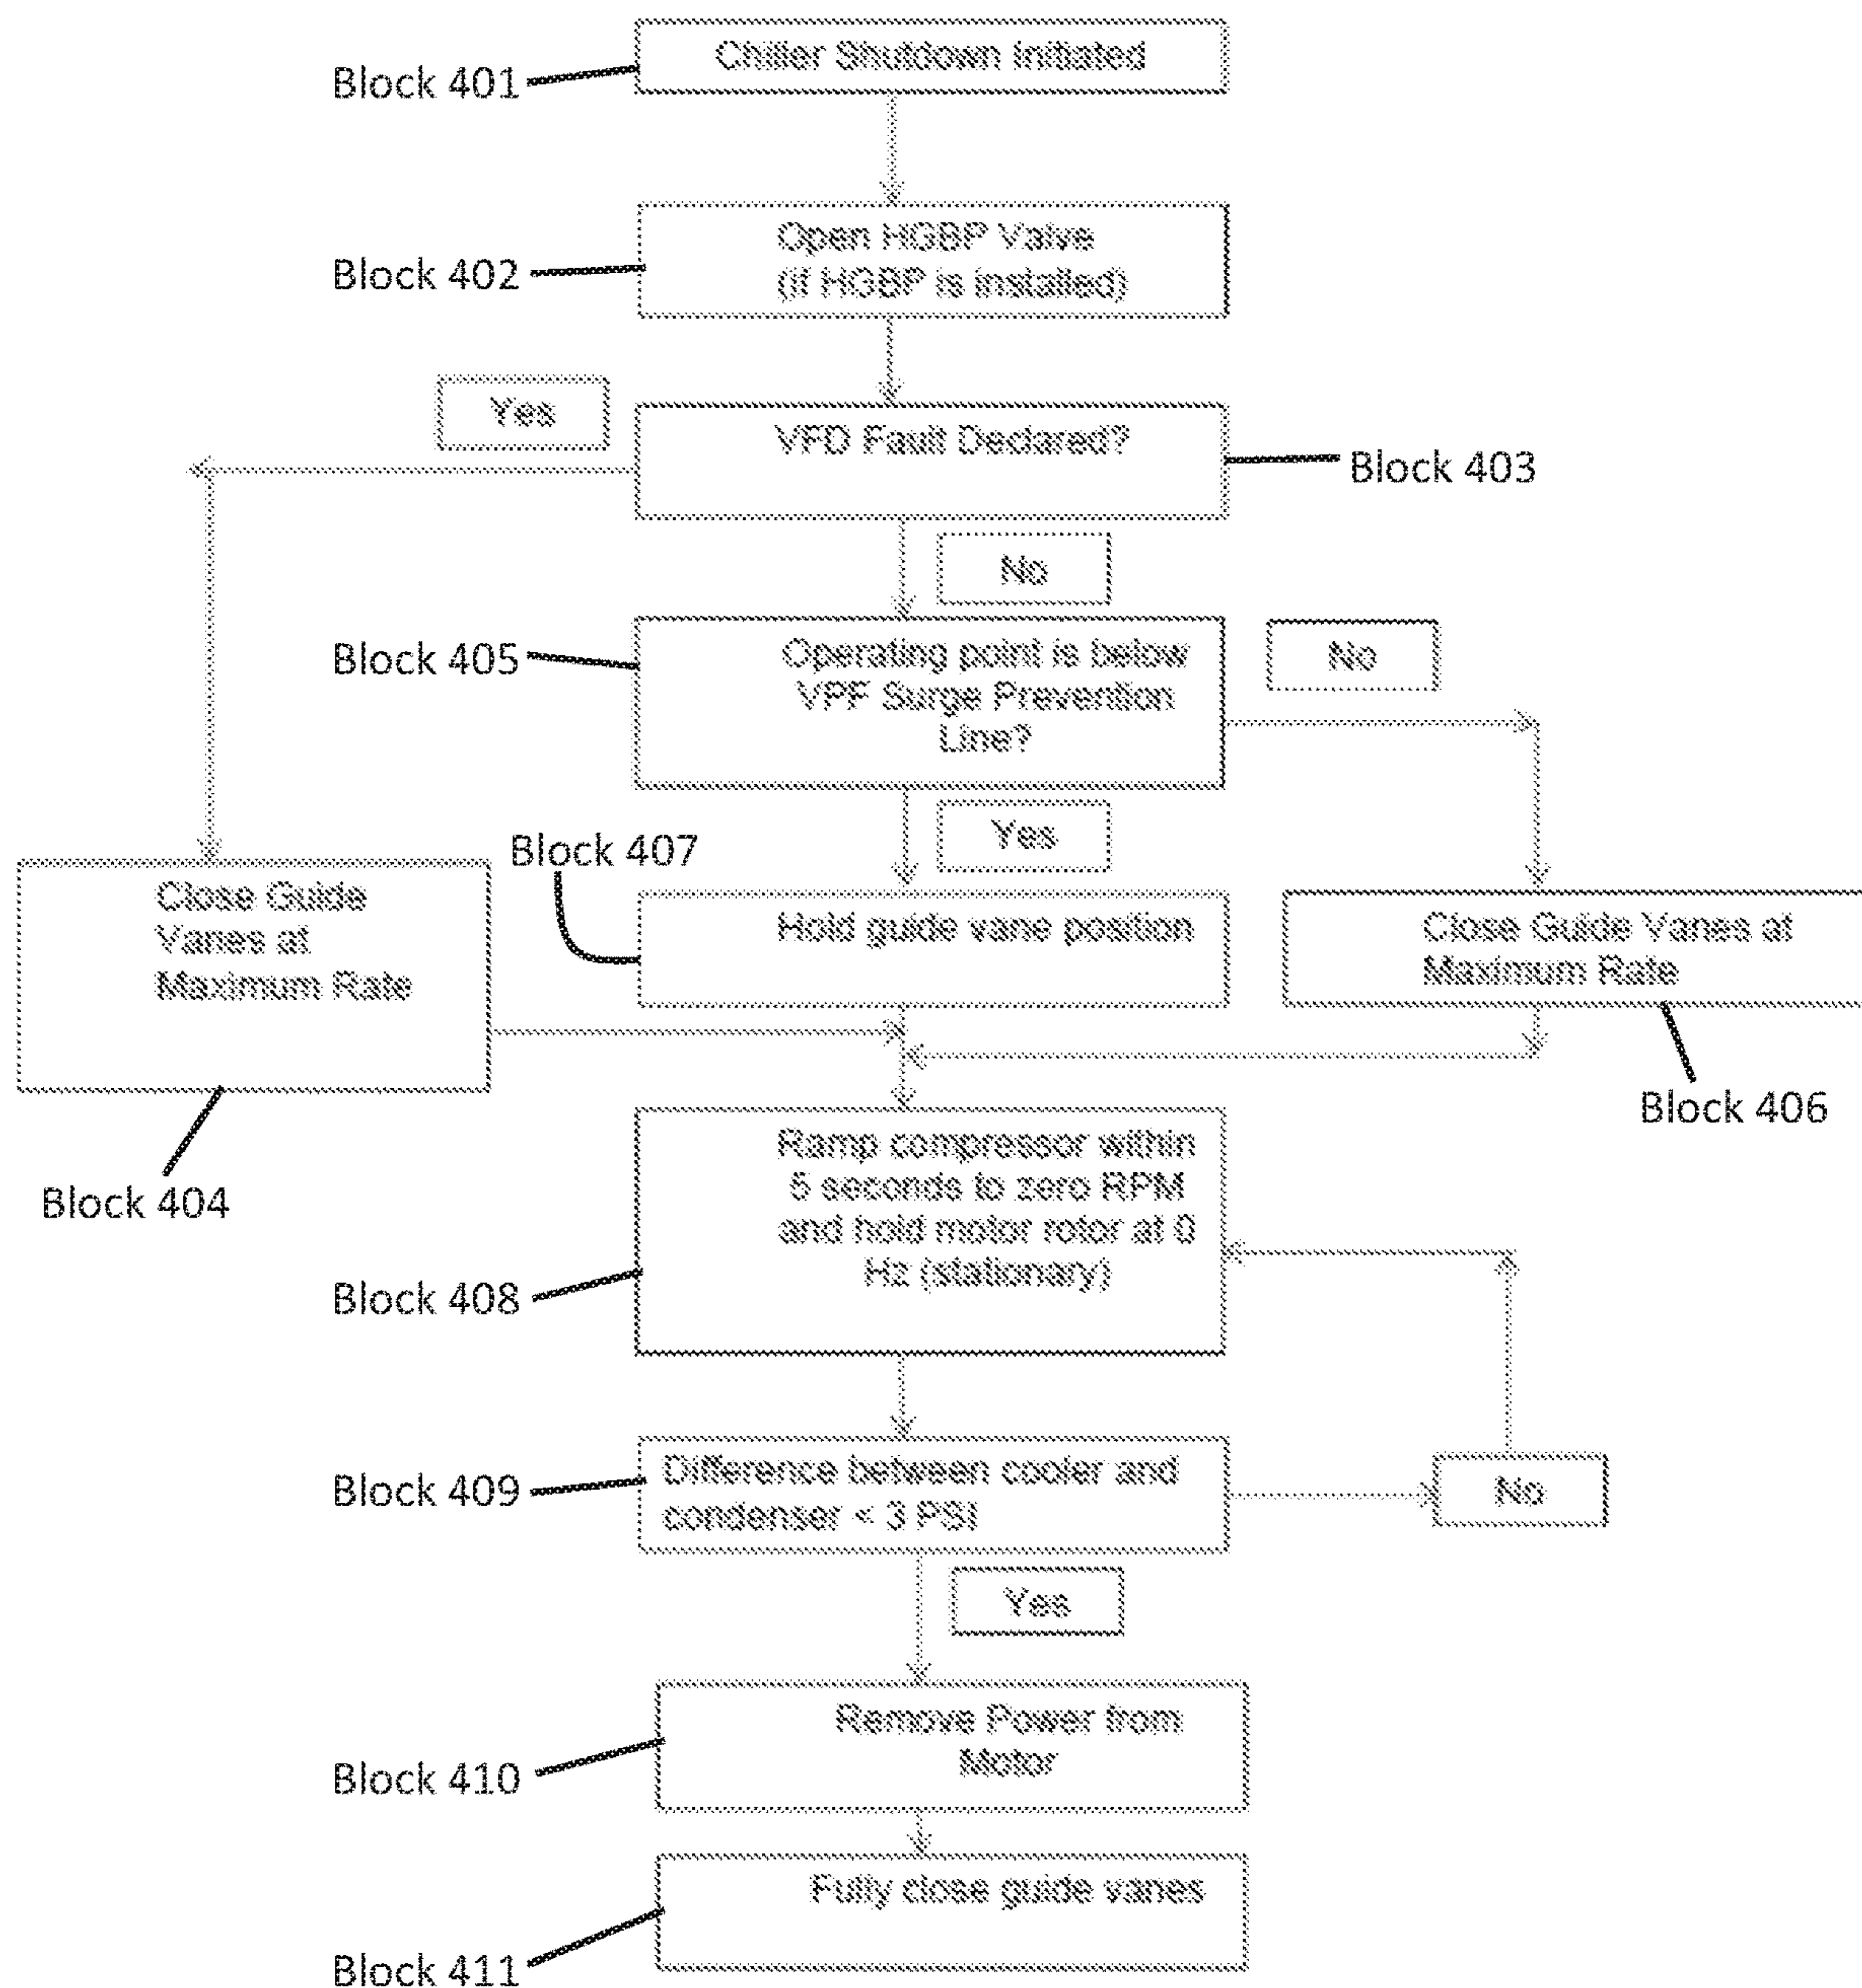 Chiller Shutdown Initiated
Block 401
Open HGBP Valve
(if HGBP is installed)
Block 402
Yes
VFD Fault Declared?
Block 403
No
Block 405
Operating point is below
VPF Surge Prevention
Line?
No
Yes
Block 407
Close Guide
Vanes at
Maximum Rate
Hold guide vane position
Close Guide Vanes at
Maximum Rate
Block 404
Block 406
Ramp compressor within
5 seconds to zero RPM
and hold motor rotor at 0
Hz (stationary)
Block 408
Block 409
Difference between cooler and
condenser < 3 PSI
No
Yes
Remove Power from
Motor
Block 410
Fully close guide vanes
Block 411